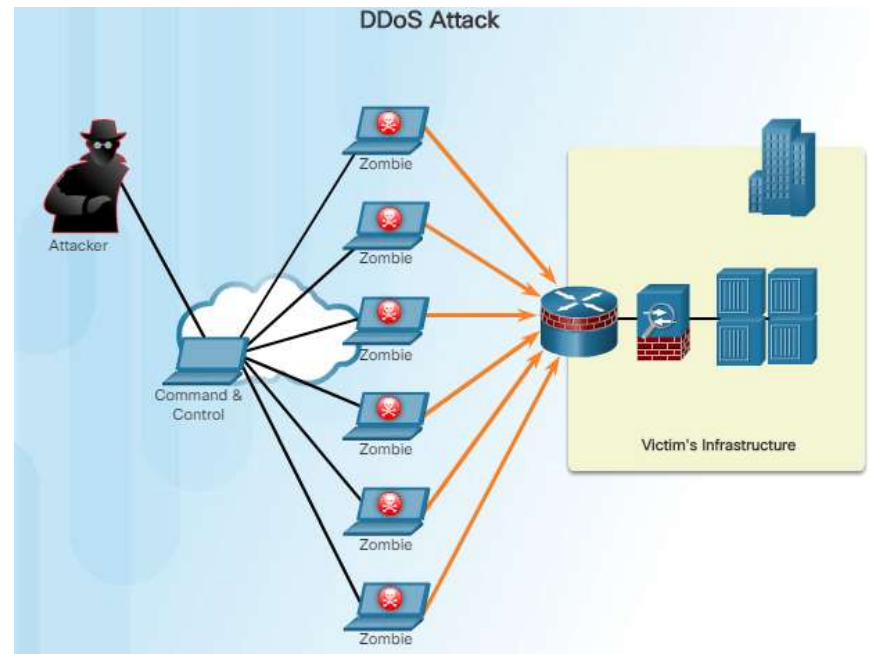 DDoS Attack
Zombie
Attacker
Zombie
Zombie
Command &
Control
Zombie
Victim's Infrastructure
Zombie
Zombie